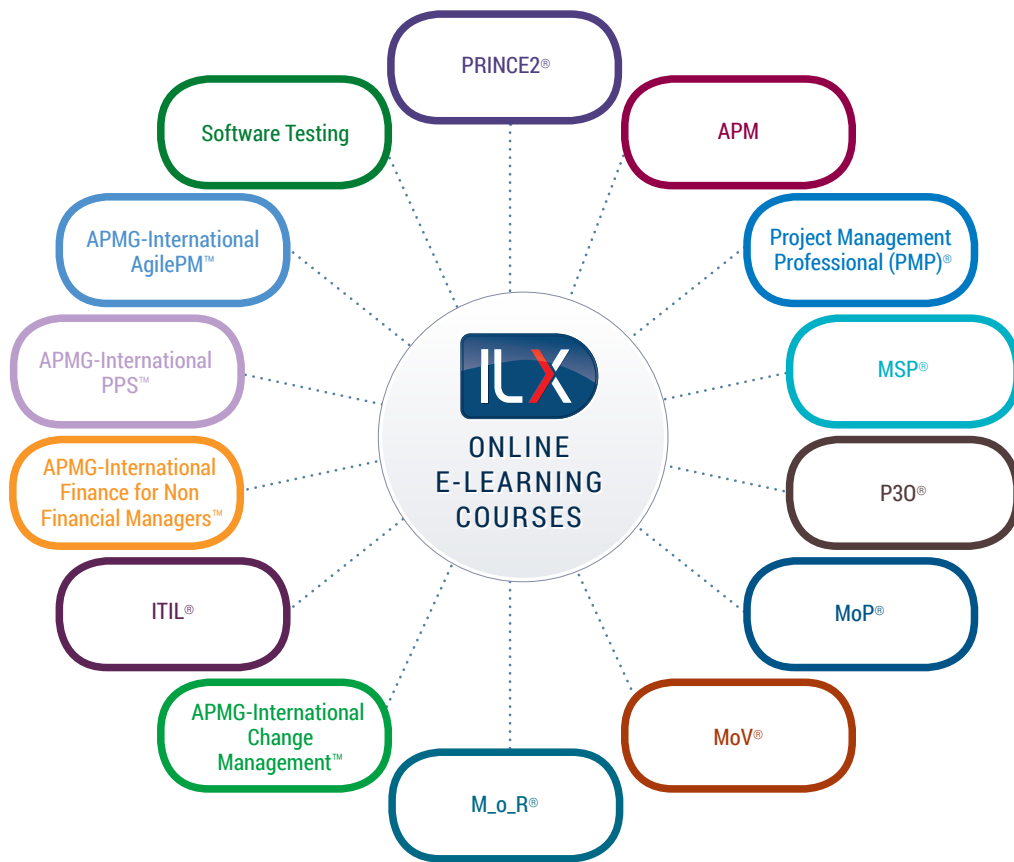 PRINCE2®
APM
Project Management
Professional (PMP)®
MSP®
P3O®
MoP®
MoV®
M_o_R®
APMG-International
Change
Management™
ITIL®
APMG-International
Finance for Non
Financial Managers™
APMG-International
PPS™
APMG-International
AgilePM™
Software Testing
ILX
ONLINE
E-LEARNING
COURSES